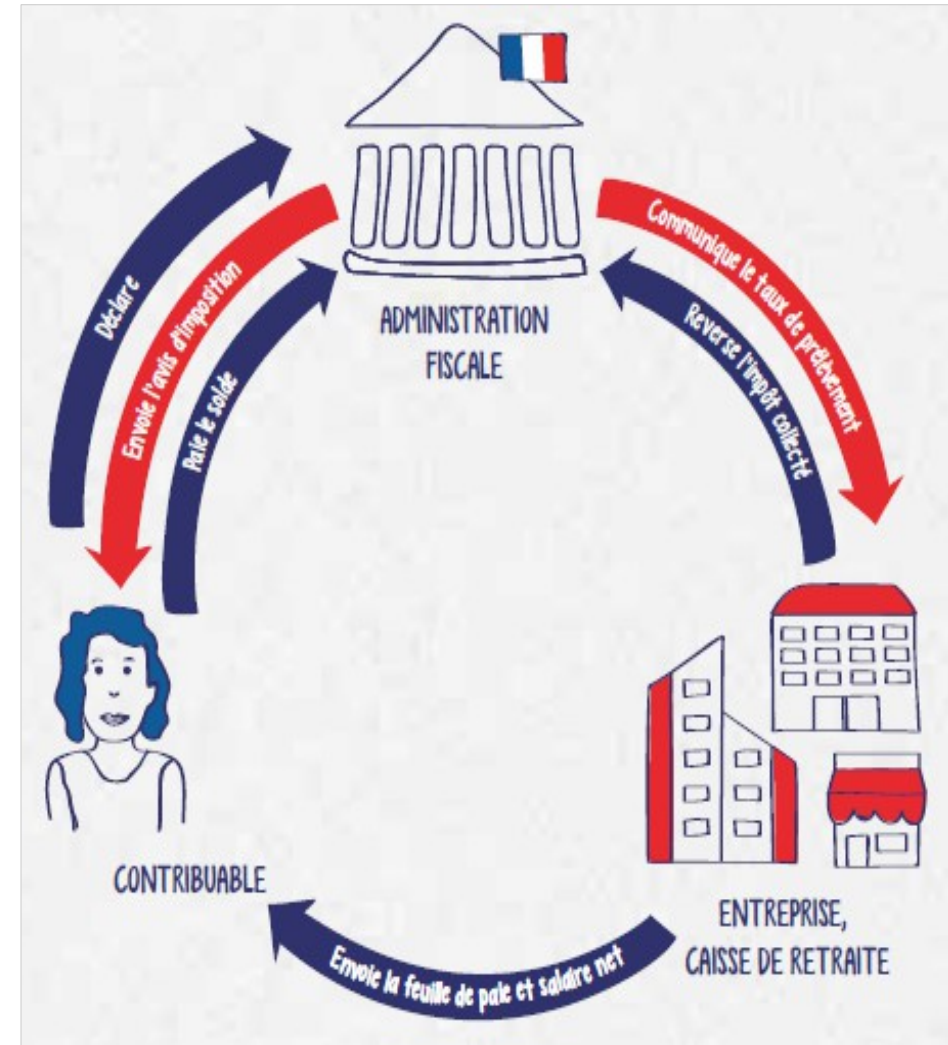 ADMINISTRATION
FISCALE
Déclare
Envoie l'avis d'imposition
Paie le solde
Communique le taux de prélèvement
Reverse l'impôt collecté
CONTRIBUABLE
ENTREPRISE,
CAISSE DE RETRAITE
Envoie la feuille de paie et salaire net